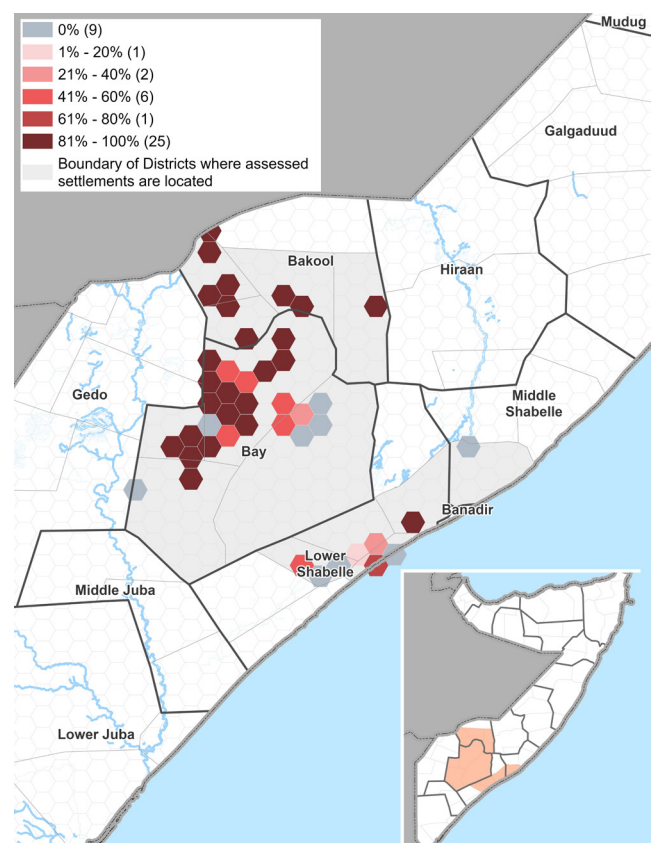 0% (9)
1% - 20% (1)
21% - 40% (2)
41% - 60% (6)
61% - 80% (1)
81% - 100% (25)
Boundary of Districts where assessed
settlements are located
Mudug
Galgaduud
Bakool
Hiraan
Gedo
Middle
Shabelle
Bay
Banadir
Lower
Shabelle
Middle Juba
Lower Juba